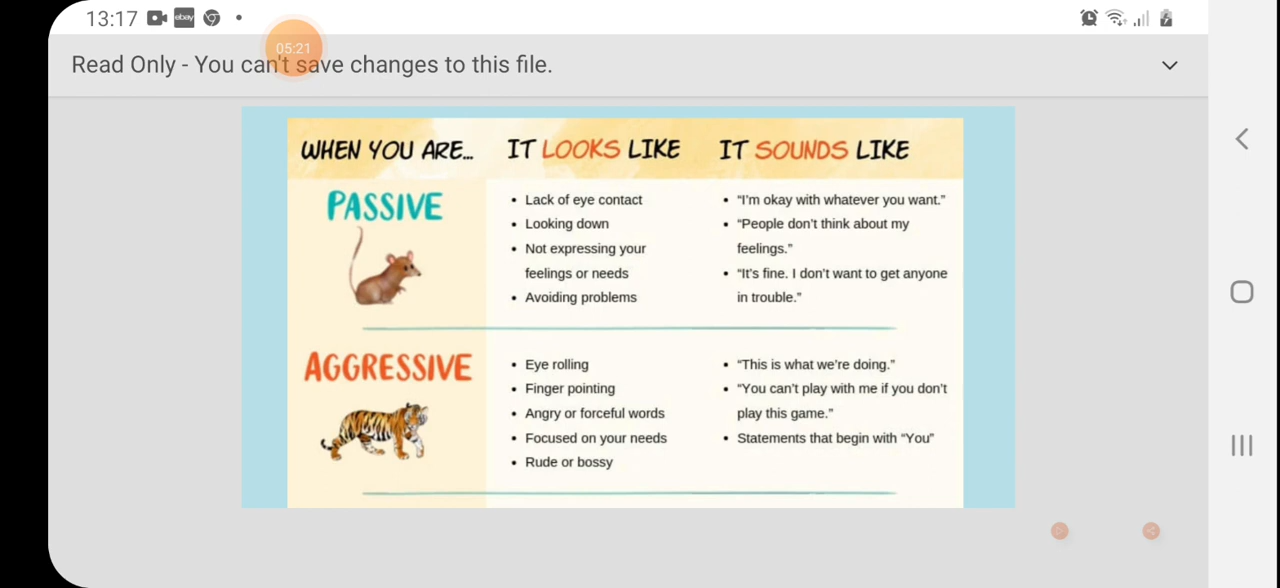 13:17 ebay
05:21
Read Only - You can't save changes to this file.
WHEN YOU ARE... IT LOOKS LIKE IT SOUNDS LIKE
PASSIVE
• Lack of eye contact
• Looking down
• Not expressing your
feelings or needs
• Avoiding problems
• “I'm okay with whatever you want.”
• “People don't think about my
feelings.”
• “It's fine. I don't want to get anyone
in trouble.”
AGGRESSIVE
• Eye rolling
• Finger pointing
• Angry or forceful words
• Focused on your needs
• Rude or bossy
• “This is what we're doing.”
• “You can't play with me if you don't
play this game.”
• Statements that begin with “You”